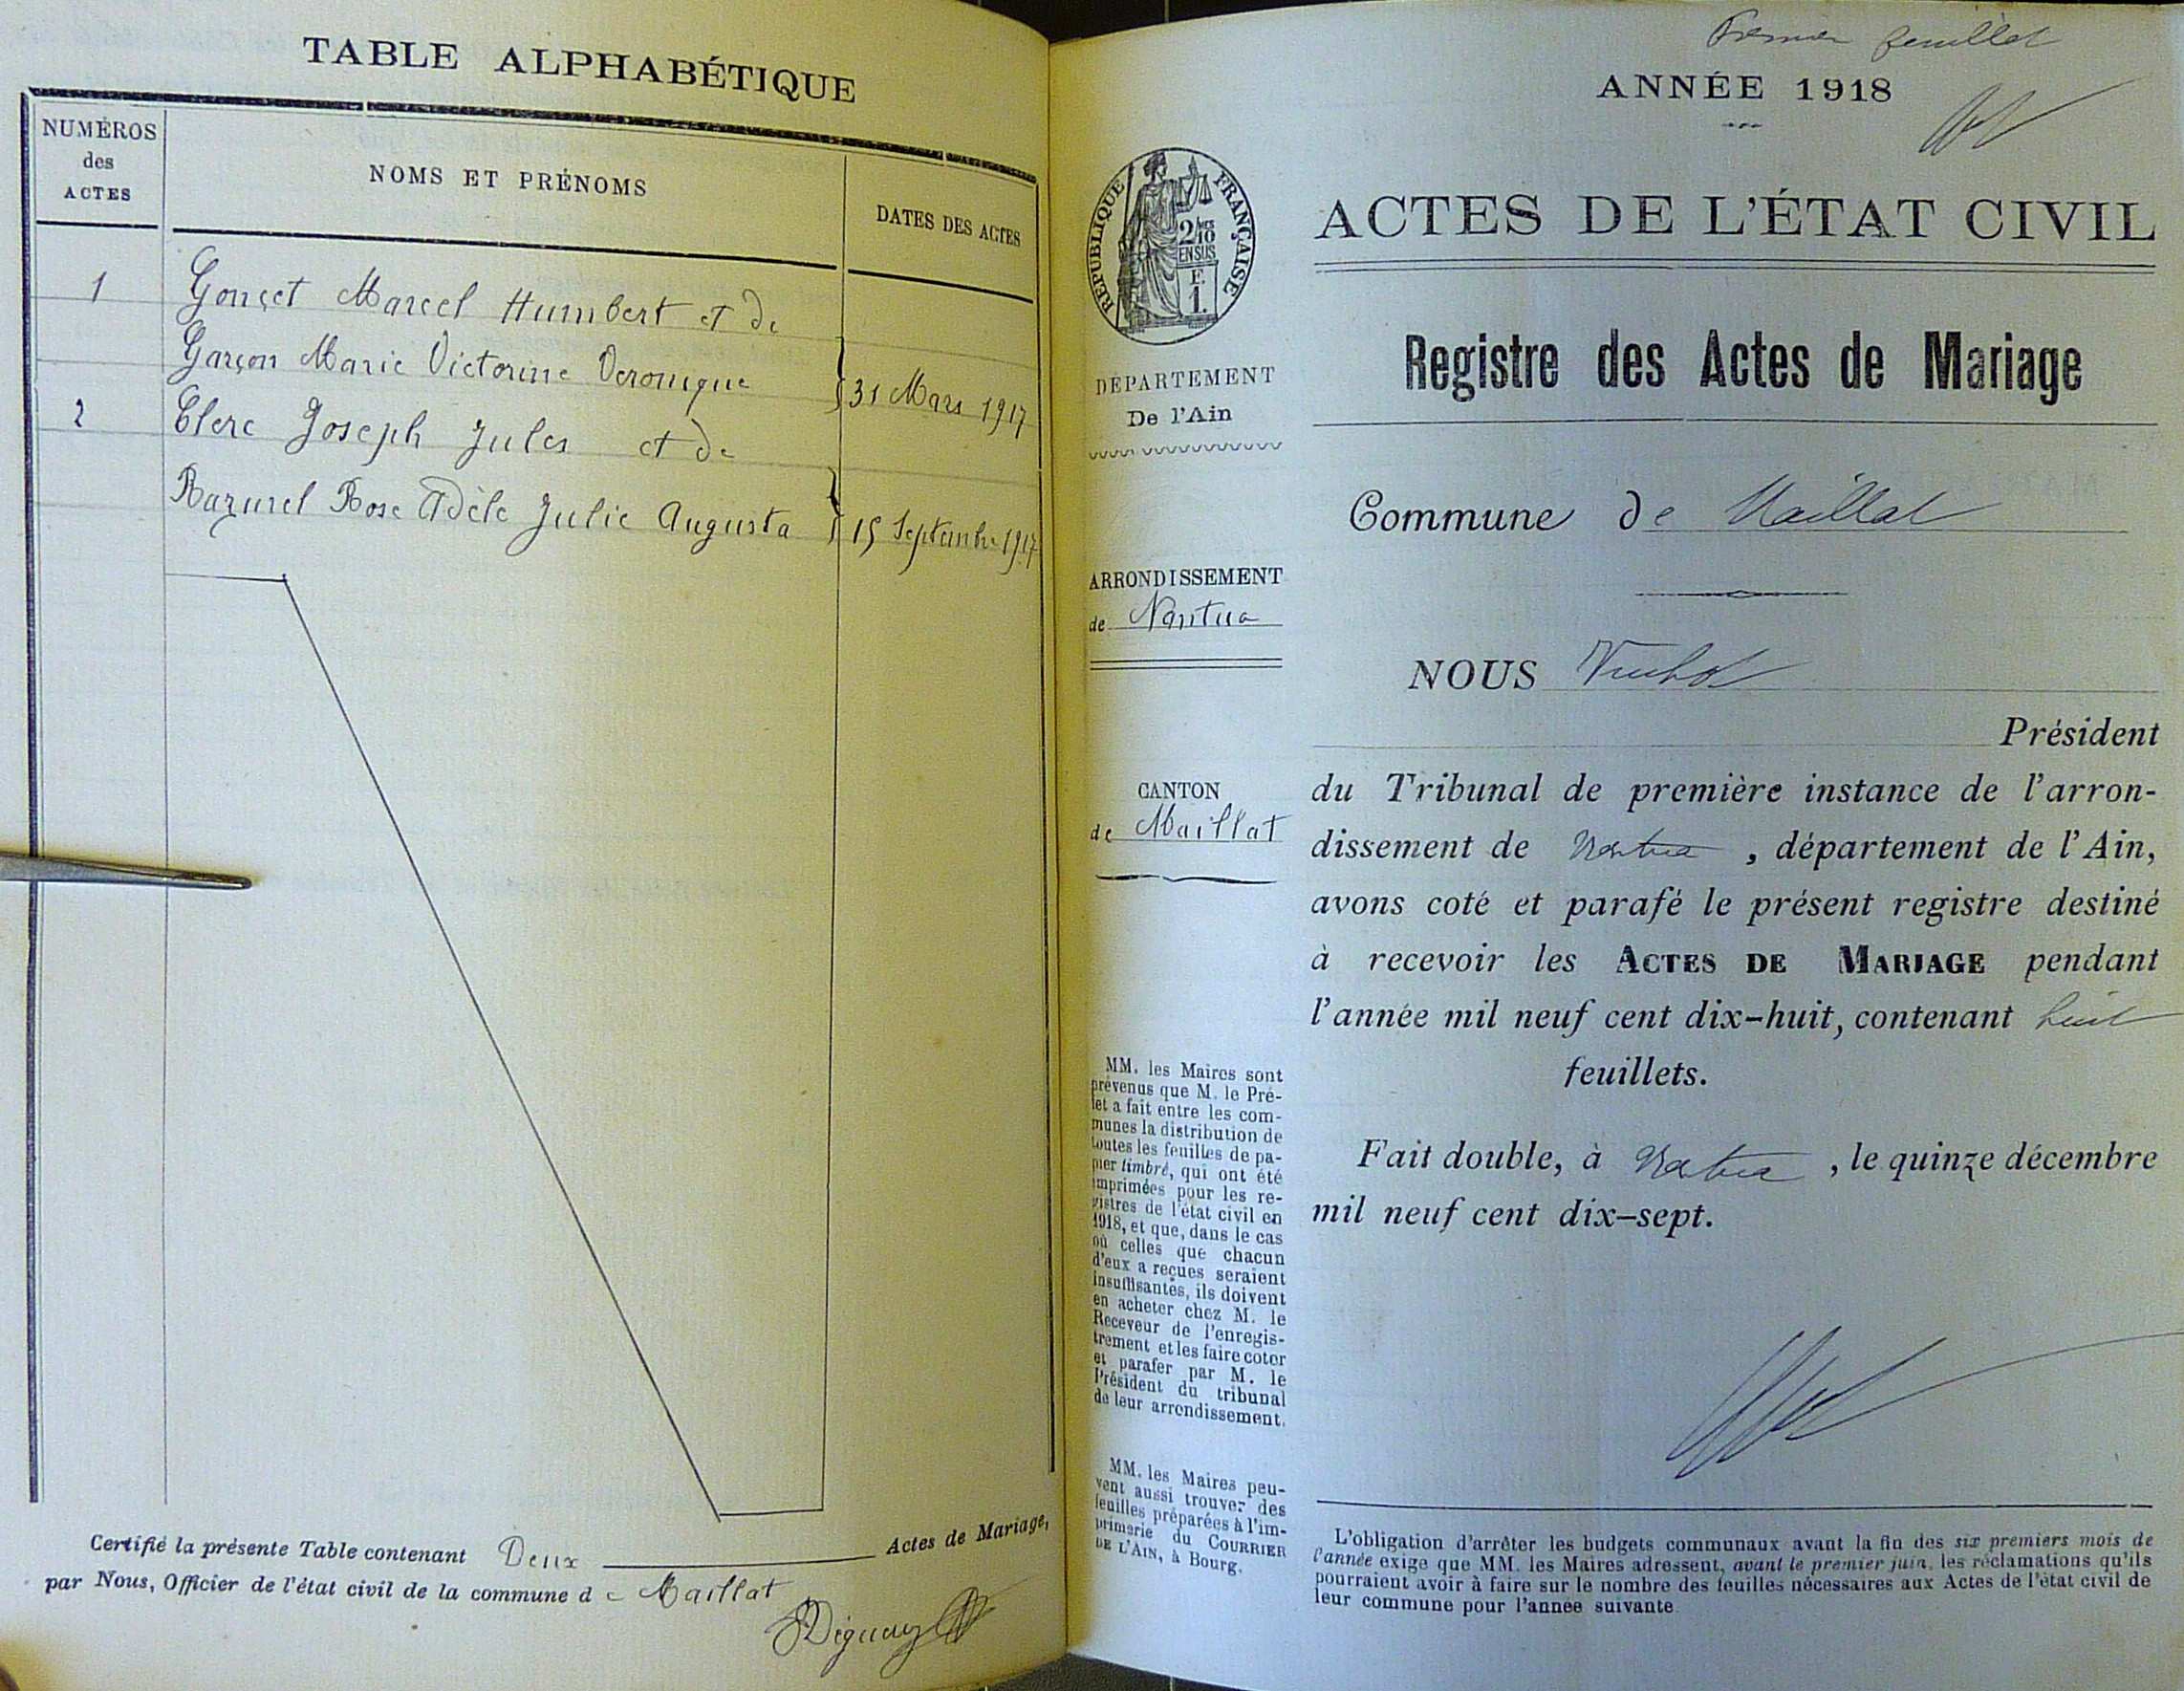 TABLE ALPHABÉTIQUE
NUMÉROS
des
ACTES
NOMS ET PRÉNOMS
DATES DES ACTES
1
Gonçet Marcel Humbert et de
Garçon Marie Victorine Veronique
31 Mars 1917
2
Clerc Joseph Jules et de
Bazurel Rose Adèle Julie Augusta
15 Septembre 1917
Certifié la présente Table contenant Deux Actes de Mariage,
par Nous, Officier de l'état civil de la commune de Maillat
Premier feuillet
ANNÉE 1918
ACTES DE L'ÉTAT CIVIL
Registre des Actes de Mariage
RÉPUBLIQUE FRANÇAISE
2 MES
10
EN SUS
E.
1.
DÉPARTEMENT
De l'Ain
ARRONDISSEMENT
de Nantua
CANTON
de Maillat
MM. les Maires sont
prévenus que M. le Pré-
fet a fait entre les com-
munes la distribution de
toutes les feuilles de pa-
pier timbré, qui ont été
imprimées pour les re-
gistres de l'état civil en
1918, et que, dans le cas
où celles que chacun
d'eux a reçues seraient
insuffisantes, ils doivent
en acheter chez M. le
Receveur de l'enregis-
trement et les faire coter
et parafer par M. le
Président du tribunal
de leur arrondissement.
MM. les Maires peu-
vent aussi trouver des
feuilles préparées à l'im-
primerie du COURRIER
DE L'AIN, à Bourg.
Commune de Maillat
NOUS
Président
du Tribunal de première instance de l'arron-
dissement de Nantua, département de l'Ain,
avons coté et parafé le présent registre destiné
à recevoir les ACTES DE MARIAGE pendant
l'année mil neuf cent dix-huit, contenant huit
feuillets.
Fait double, à Nantua, le quinze décembre
mil neuf cent dix-sept.
L'obligation d'arrêter les budgets communaux avant la fin des six premiers mois de
l'année exige que MM. les Maires adressent, avant le premier juin, les réclamations qu'ils
pourraient avoir à faire sur le nombre des feuilles nécessaires aux Actes de l'état civil de
leur commune pour l'année suivante.